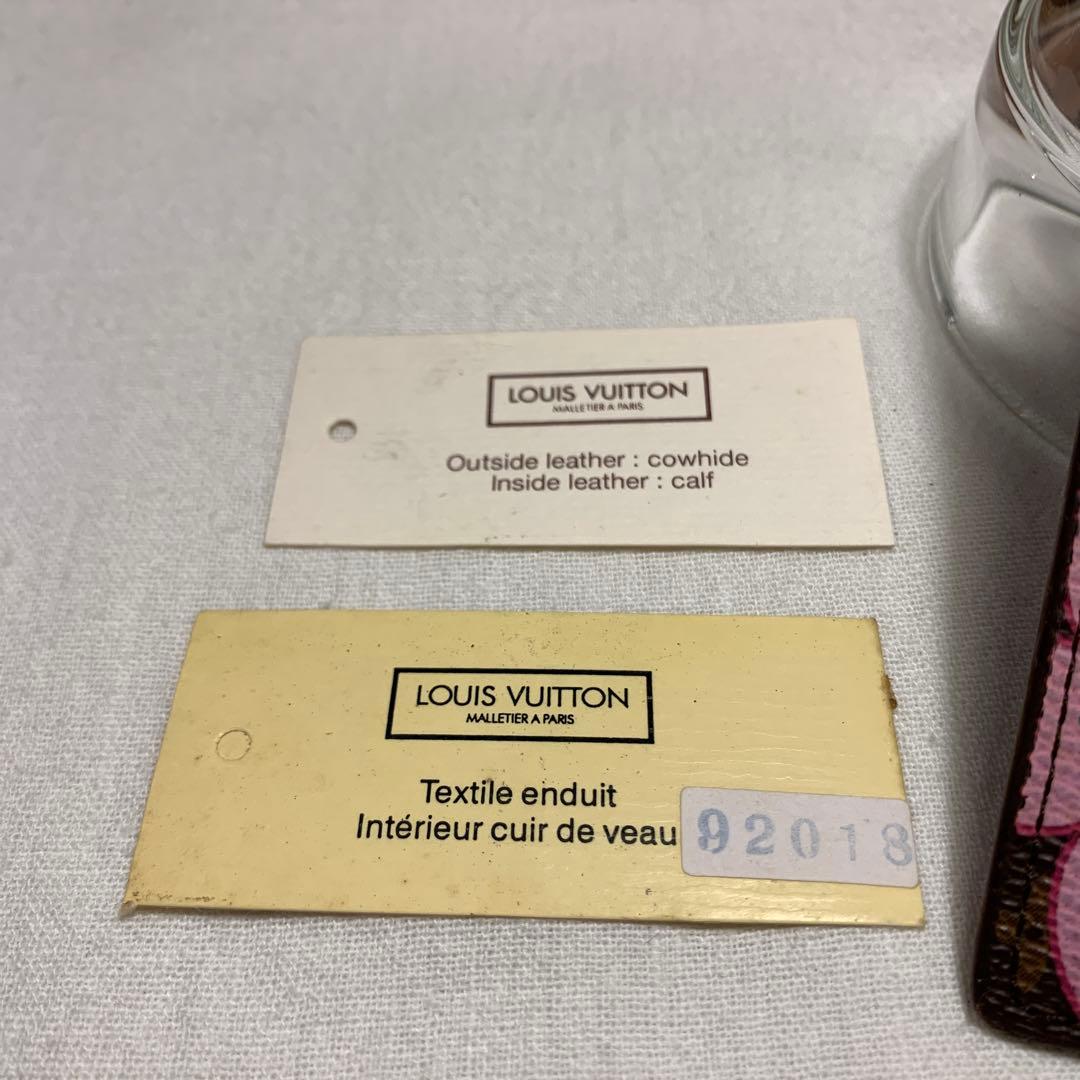 LOUIS VUITTON
MALLETIER A PARIS
Outside leather : cowhide
Inside leather : calf
LOUIS VUITTON
MALLETIER A PARIS
Textile enduit
Intérieur cuir de veau
92018